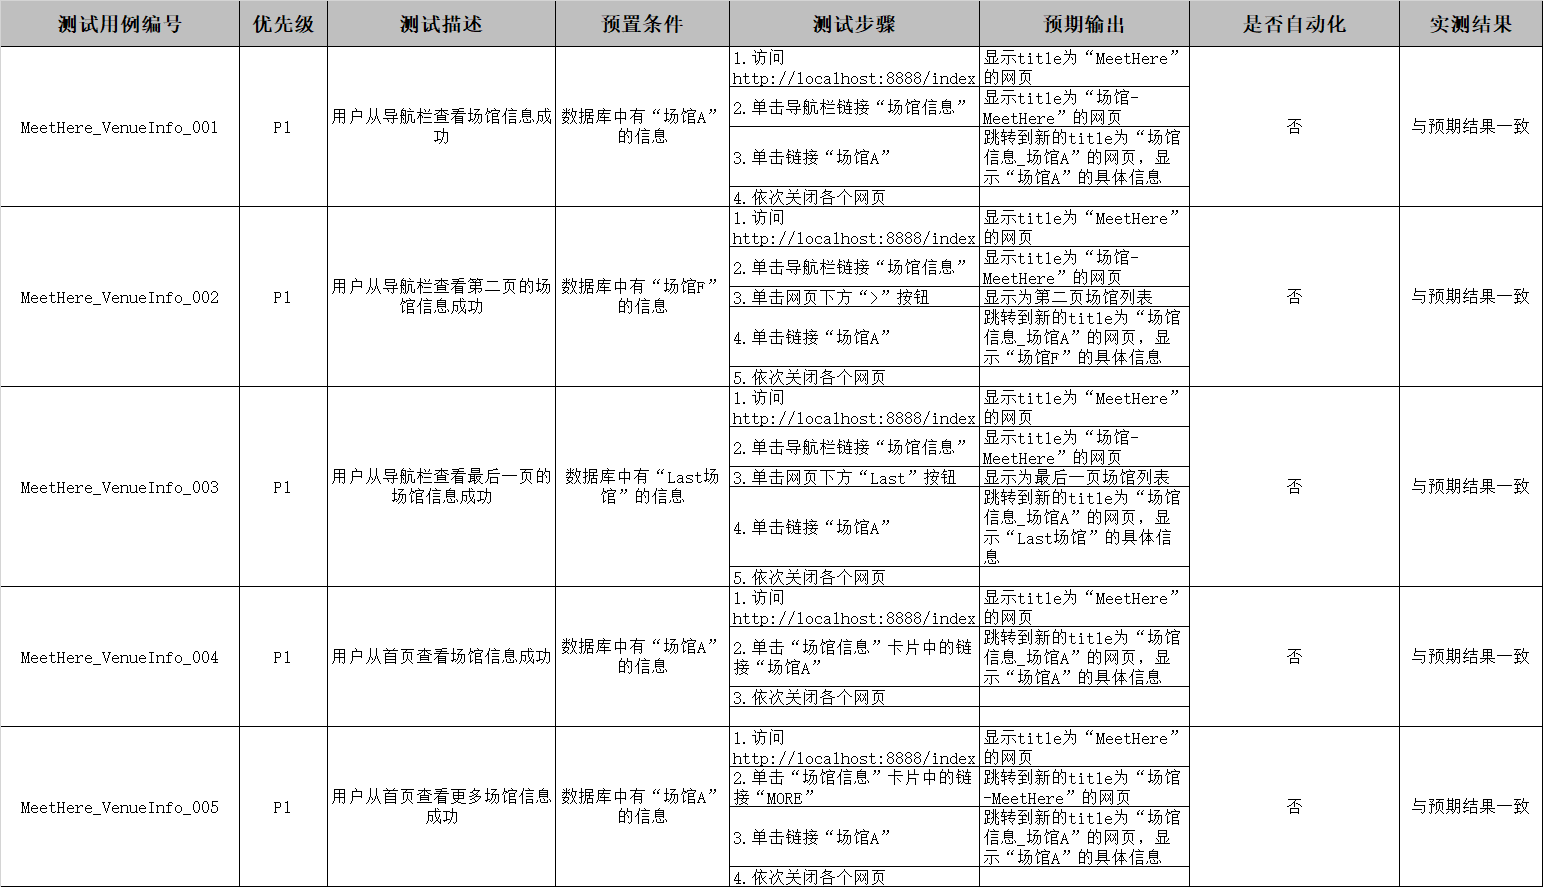 测试用例编号 优先级 测试描述 预置条件 测试步骤 预期输出 是否自动化 实测结果
MeetHere_VenueInfo_001
P1
用户从导航栏查看场馆信息成
功
数据库中有“场馆A”
的信息
1.访问
http://localhost:8888/index
显示title为“MeetHere”
的网页
2.单击导航栏链接“场馆信息”
显示title为“场馆-
MeetHere”的网页
3.单击链接“场馆A”
跳转到新的title为“场馆
信息_场馆A”的网页，显
示“场馆A”的具体信息
4.依次关闭各个网页
否
与预期结果一致
MeetHere_VenueInfo_002
P1
用户从导航栏查看第二页的场
馆信息成功
数据库中有“场馆F”
的信息
1.访问
http://localhost:8888/index
显示title为“MeetHere”
的网页
2.单击导航栏链接“场馆信息”
显示title为“场馆-
MeetHere”的网页
3.单击网页下方“>”按钮
显示为第二页场馆列表
4.单击链接“场馆A”
跳转到新的title为“场馆
信息_场馆A”的网页，显
示“场馆F”的具体信息
5.依次关闭各个网页
否
与预期结果一致
MeetHere_VenueInfo_003
P1
用户从导航栏查看最后一页的
场馆信息成功
数据库中有“Last场
馆”的信息
1.访问
http://localhost:8888/index
显示title为“MeetHere”
的网页
2.单击导航栏链接“场馆信息”
显示title为“场馆-
MeetHere”的网页
3.单击网页下方“Last”按钮
显示为最后一页场馆列表
4.单击链接“场馆A”
跳转到新的title为“场馆
信息_场馆A”的网页，显
示“Last场馆”的具体信
息
5.依次关闭各个网页
否
与预期结果一致
MeetHere_VenueInfo_004
P1
用户从首页查看场馆信息成功
数据库中有“场馆A”
的信息
1.访问
http://localhost:8888/index
显示title为“MeetHere”
的网页
2.单击“场馆信息”卡片中的链
接“场馆A”
跳转到新的title为“场馆
信息_场馆A”的网页，显
示“场馆A”的具体信息
3.依次关闭各个网页
否
与预期结果一致
MeetHere_VenueInfo_005
P1
用户从首页查看更多场馆信息
成功
数据库中有“场馆A”
的信息
1.访问
http://localhost:8888/index
显示title为“MeetHere”
的网页
2.单击“场馆信息”卡片中的链
接“MORE”
跳转到新的title为“场馆
-MeetHere”的网页
3.单击链接“场馆A”
跳转到新的title为“场馆
信息_场馆A”的网页，显
示“场馆A”的具体信息
4.依次关闭各个网页
否
与预期结果一致